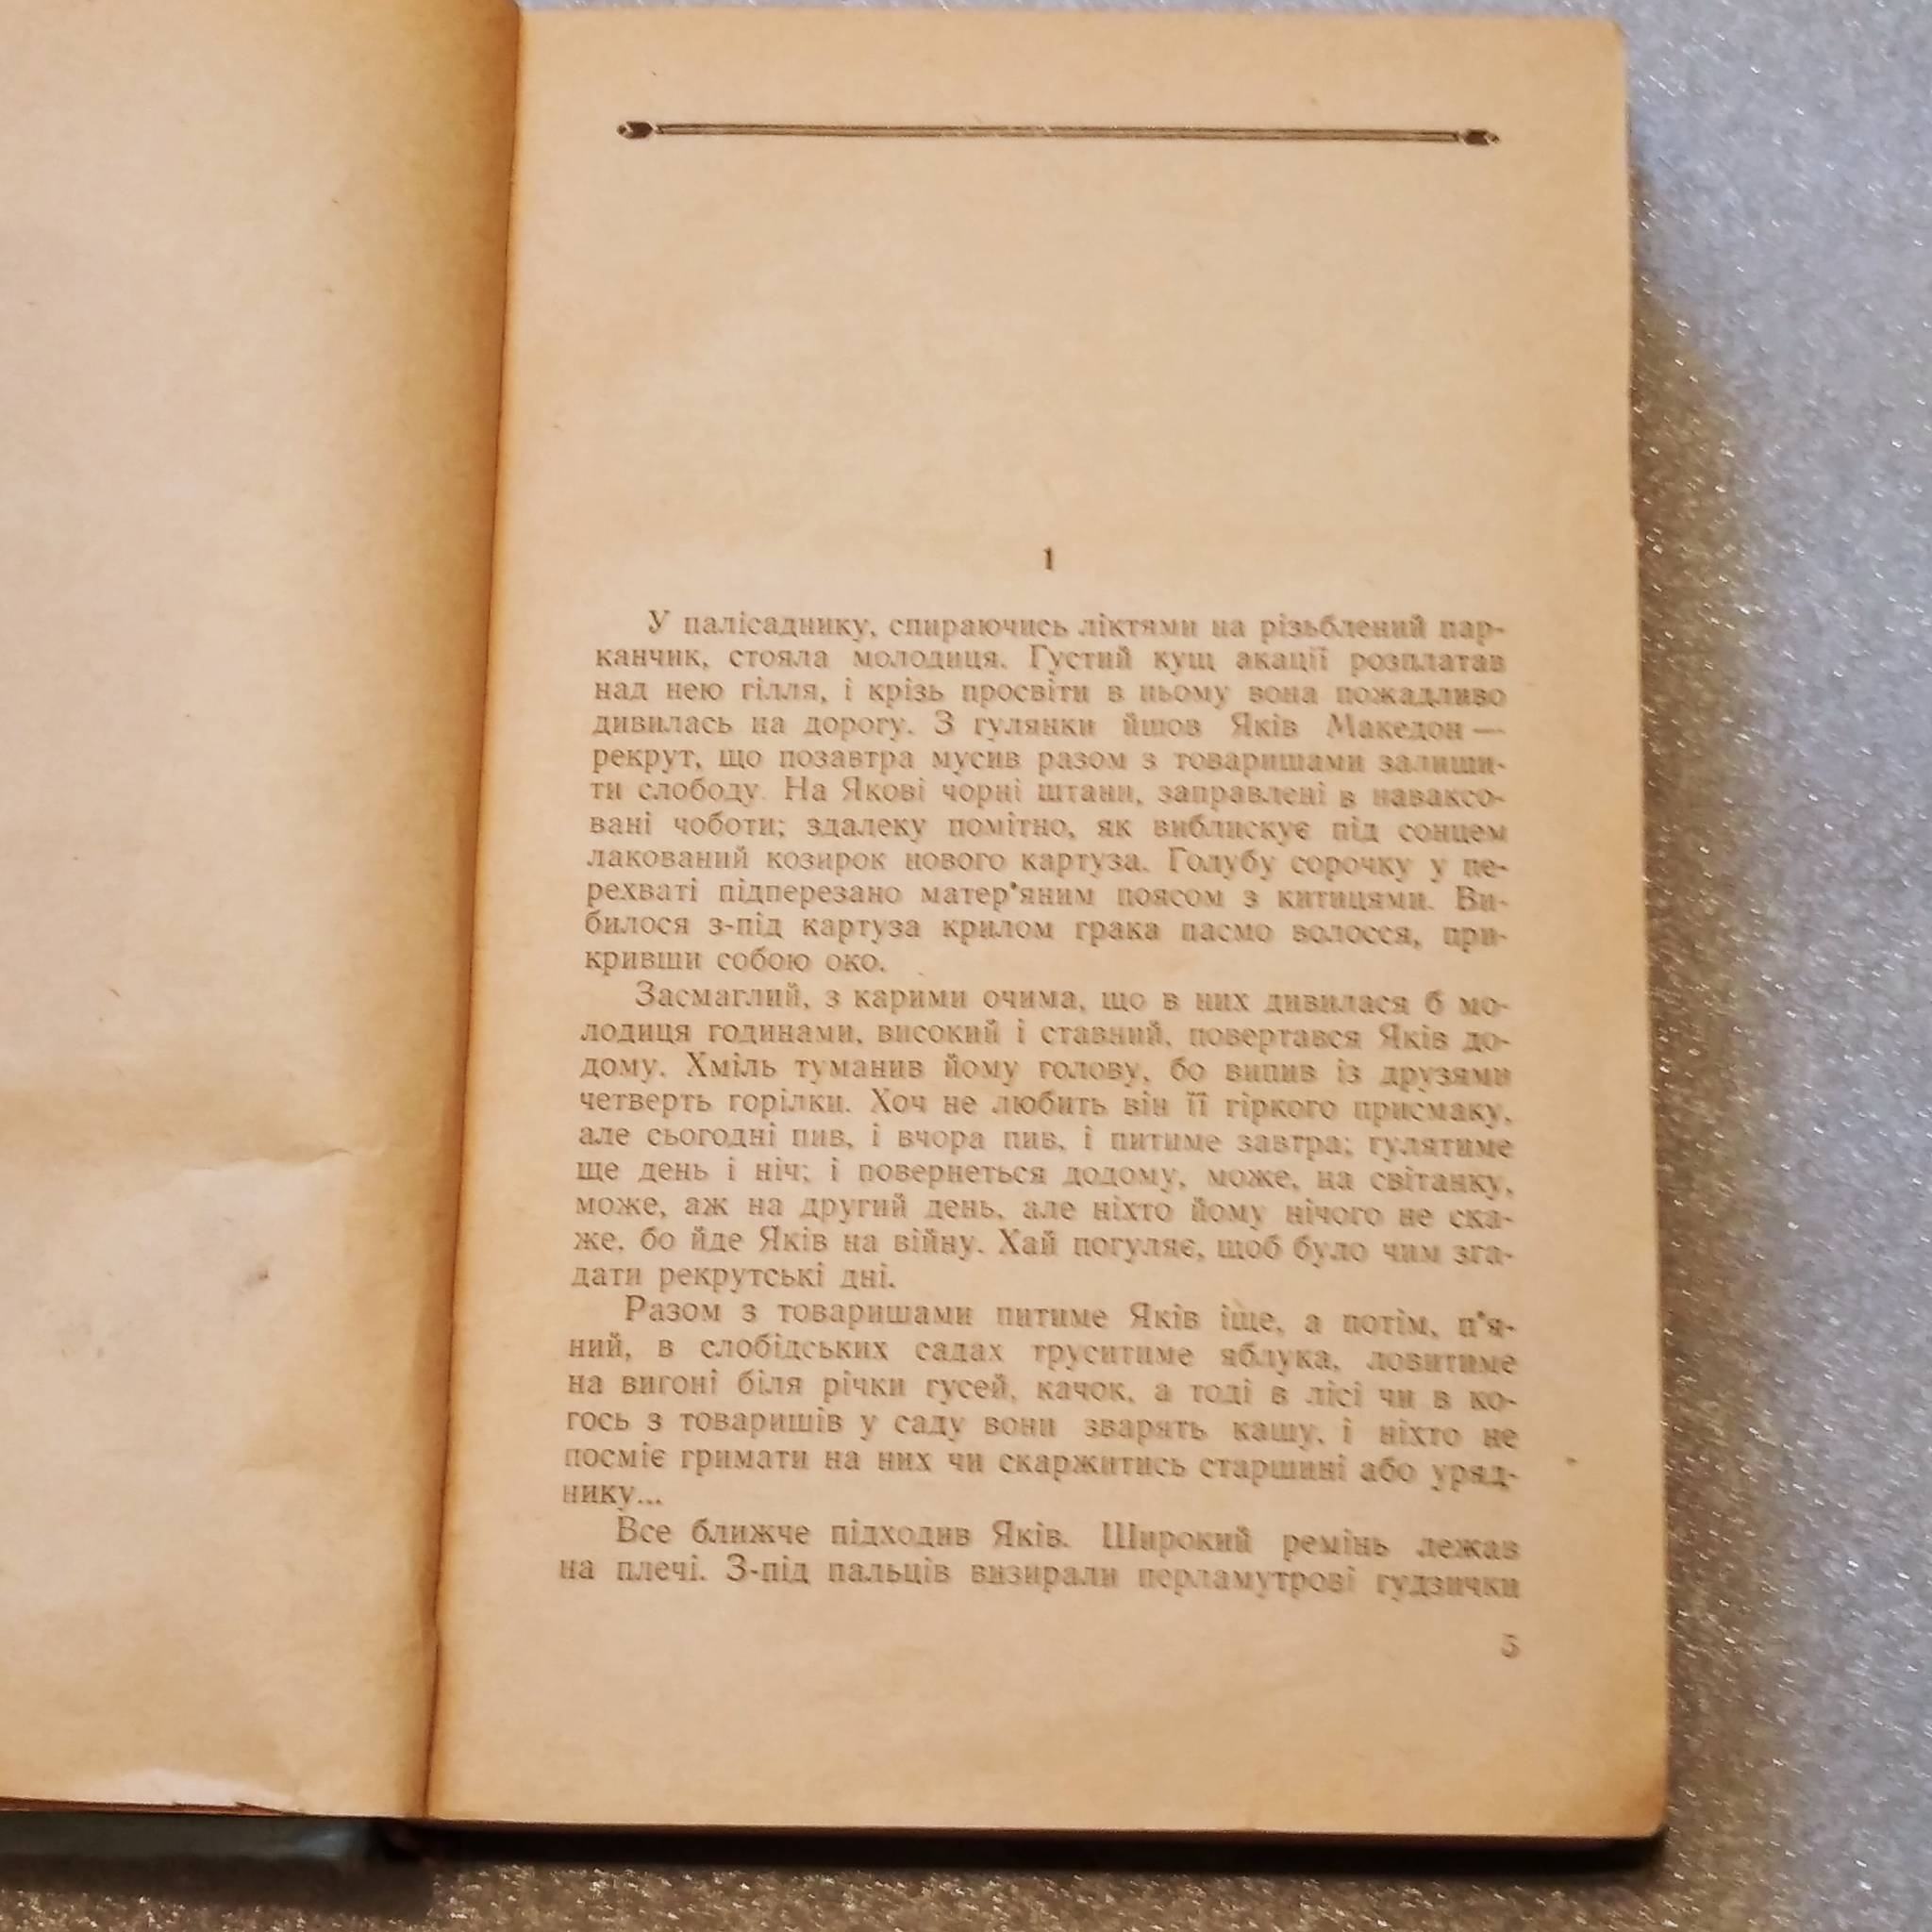 1
У палісаднику, спираючись ліктями на різьблений пар-
канчик, стояла молодиця. Густий кущ акації розплатав
над нею гілля, і крізь просвіти в ньому вона пожадливо
дивилась на дорогу. З гулянки йшов Яків Македон —
рекрут, що позавтра мусив разом з товаришами залиши-
ти слободу. На Якові чорні штани, заправлені в наваксо-
вані чоботи; здалеку помітно, як виблискує під сонцем
лакований козирок нового картуза. Голубу сорочку у пе-
рехваті підперезано матер'яним поясом з китицями. Ви-
билося з-під картуза крилом грака пасмо волосся, при-
кривши собою око.
Засмаглий, з карими очима, що в них дивилася б мо-
лодиця годинами, високий і ставний, повертався Яків до-
дому. Хміль туманив йому голову, бо випив із друзями
четверть горілки. Хоч не любить він її гіркого присмаку,
але сьогодні пив, і вчора пив, і питиме завтра; гулятиме
ще день і ніч; і повернеться додому, може, на світанку,
може, аж на другий день, але ніхто йому нічого не ска-
же, бо йде Яків на війну. Хай погуляє, щоб було чим зга-
дати рекрутські дні.
Разом з товаришами питиме Яків іще, а потім, п'я-
ний, в слобідських садах труситиме яблука, ловитиме
на вигоні біля річки гусей, качок, а тоді в лісі чи в ко-
гось з товаришів у саду вони зварять кашу, і ніхто не
посміє гримати на них чи скаржитись старшині або уряд-
нику...
Все ближче підходив Яків. Широкий ремінь лежав
на плечі. З-під пальців визирали перламутрові гудзички
5